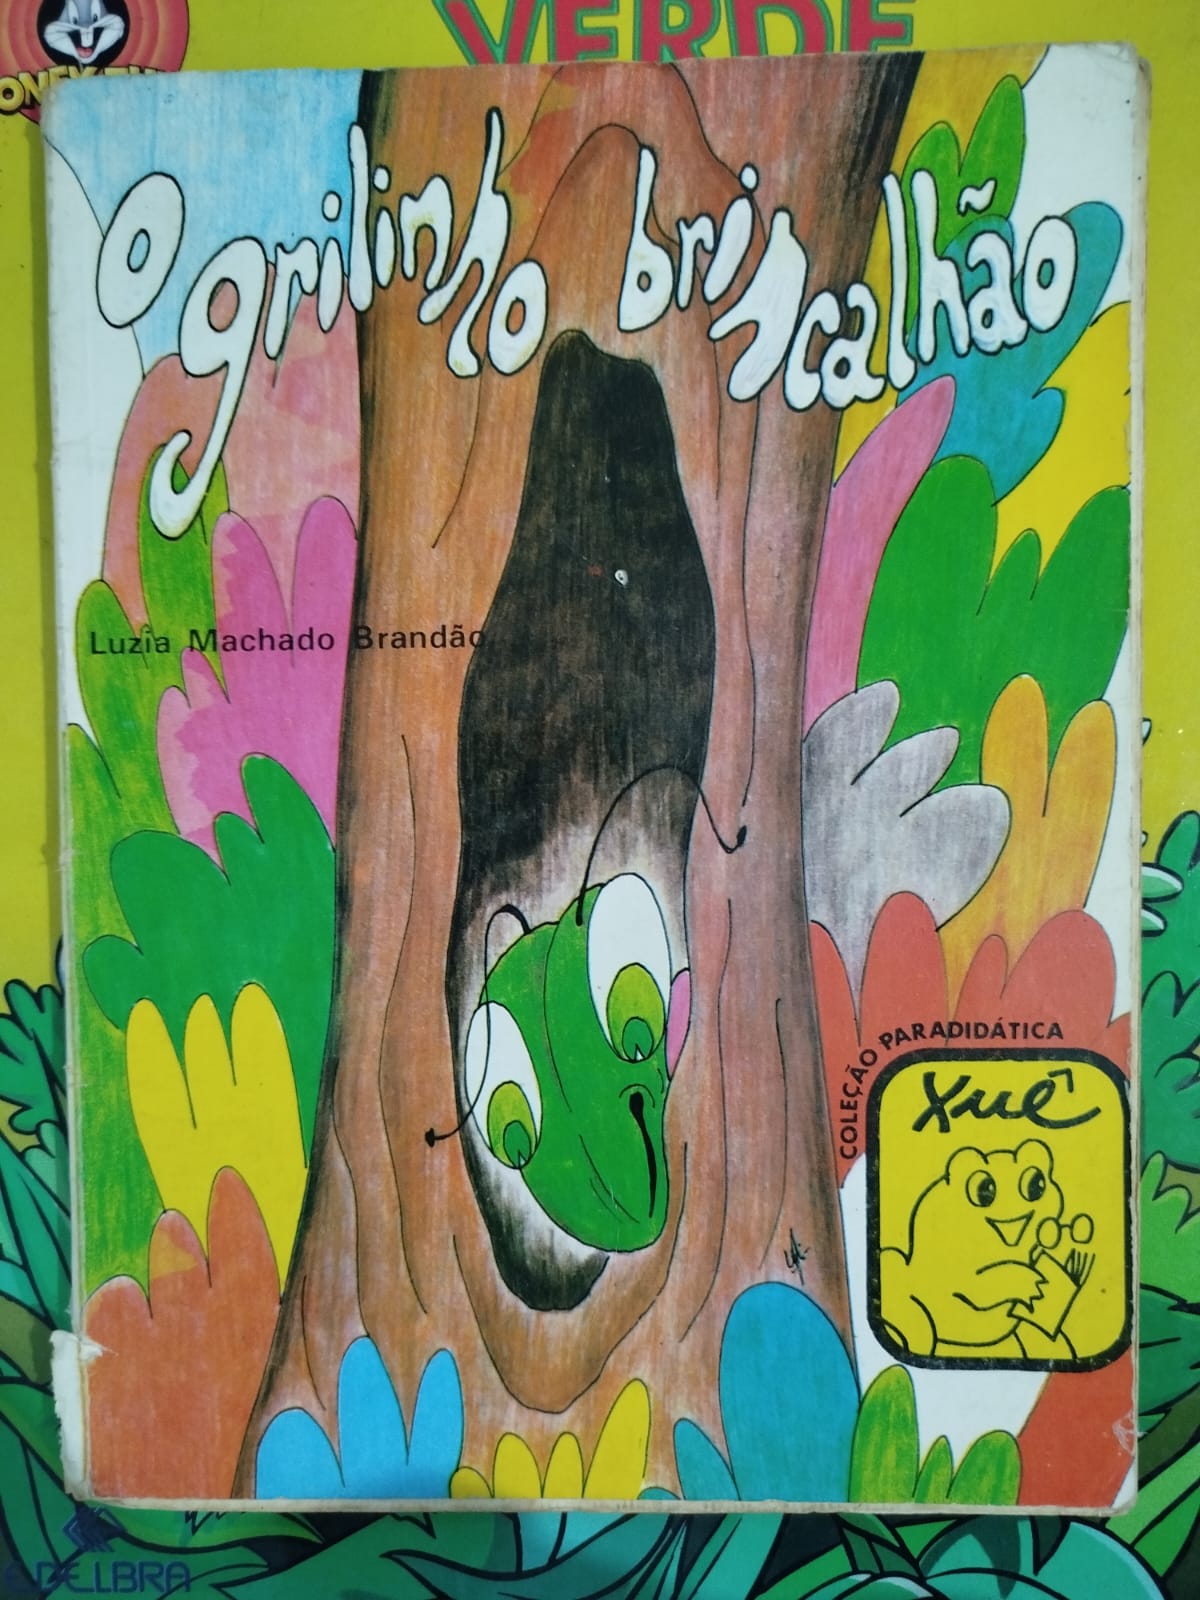 VERDE
o grilinho brincalhão
Luzia Machado Brandão
COLEÇÃO PARADIDÁTICA
Xuê
EDELBRA